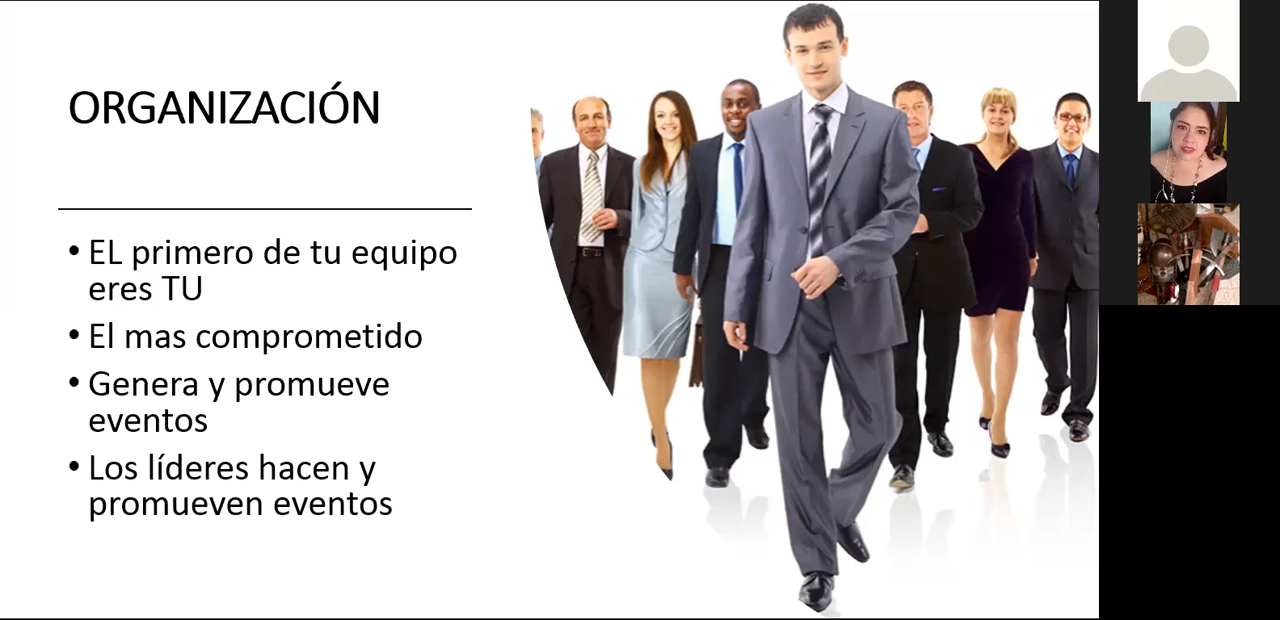 ORGANIZACIÓN
• EL primero de tu equipo
eres TU
• El mas comprometido
• Genera y promueve
eventos
• Los líderes hacen y
promueven eventos